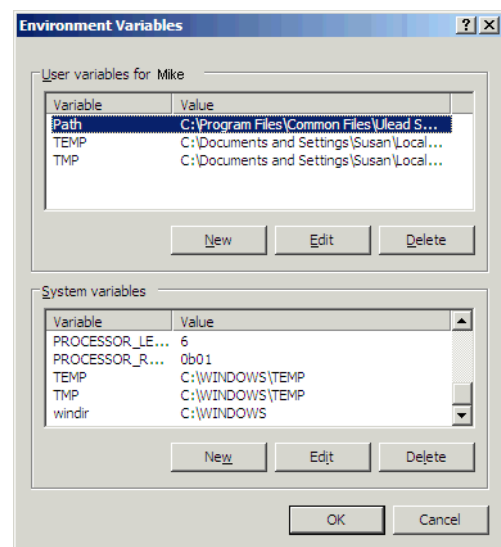 Environment Variables
User variables for Mike
Variable Value
Path C:\Program Files\Common Files\Ulead S...
TEMP C:\Documents and Settings\Susan\Local...
TMP C:\Documents and Settings\Susan\Local...
New Edit Delete
System variables
Variable Value
PROCESSOR_LE... 6
PROCESSOR_R... 0b01
TEMP C:\WINDOWS\TEMP
TMP C:\WINDOWS\TEMP
windir C:\WINDOWS
New Edit Delete
OK Cancel